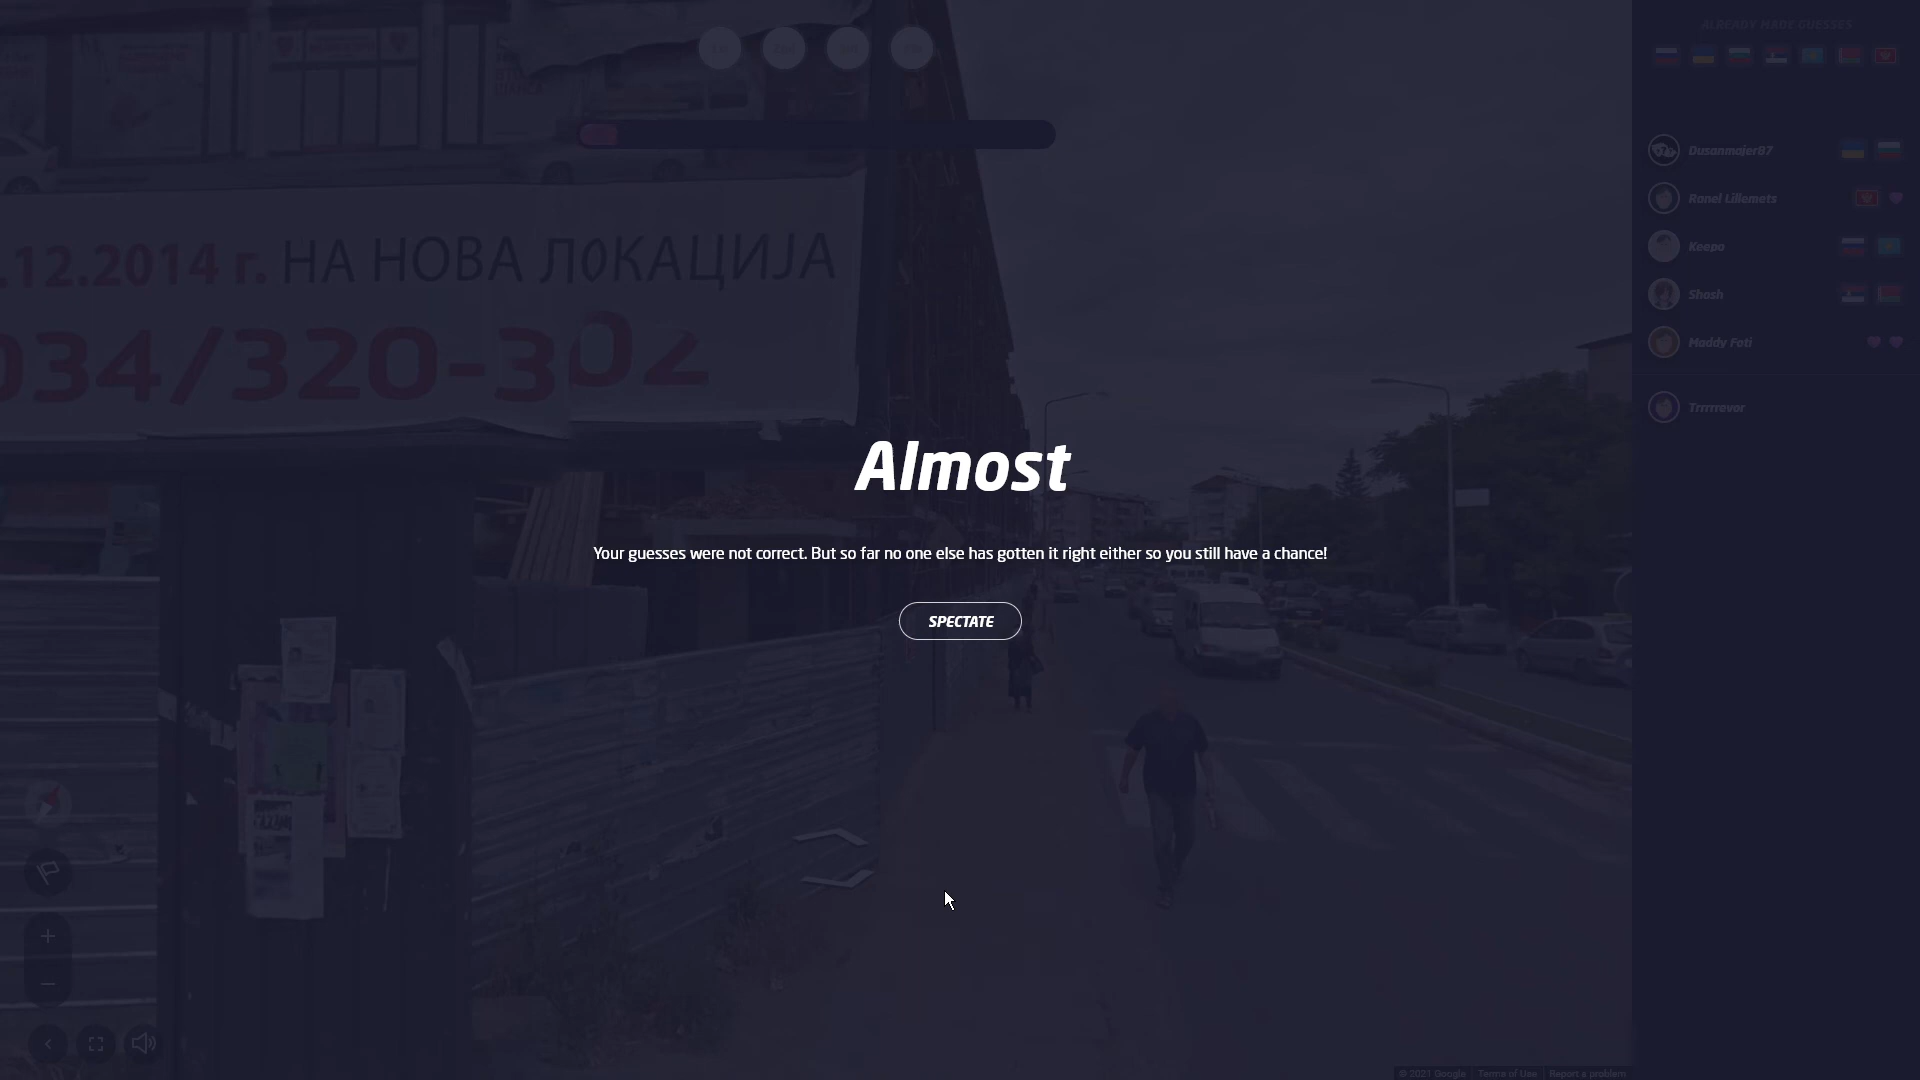 ALREADY MADE GUESSES
.12.2014 г. НА НОВА ЛОКАЦИЈА
034/320-302
Dusanmajer87
Ranel Lillemets
Keepo
Shosh
Maddy Foti
Trrrrevor
Almost
Your guesses were not correct. But so far no one else has gotten it right either so you still have a chance!
SPECTATE
© 2021 Google
Terms of Use
Report a problem